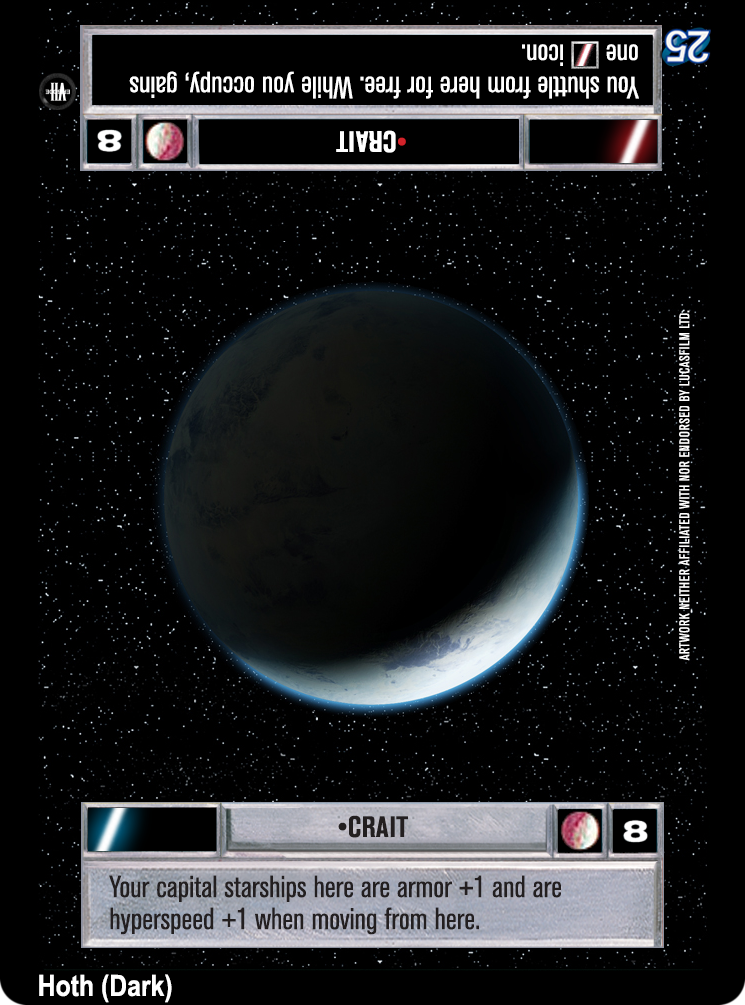 25
You shuttle from here for free. While you occupy, gains
one icon.
EPISODE
VII
8
•CRAIT
ARTWORK NEITHER AFFILIATED WITH NOR ENDORSED BY LUCASFILM LTD.
•CRAIT
8
Your capital starships here are armor +1 and are
hyperspeed +1 when moving from here.
Hoth (Dark)